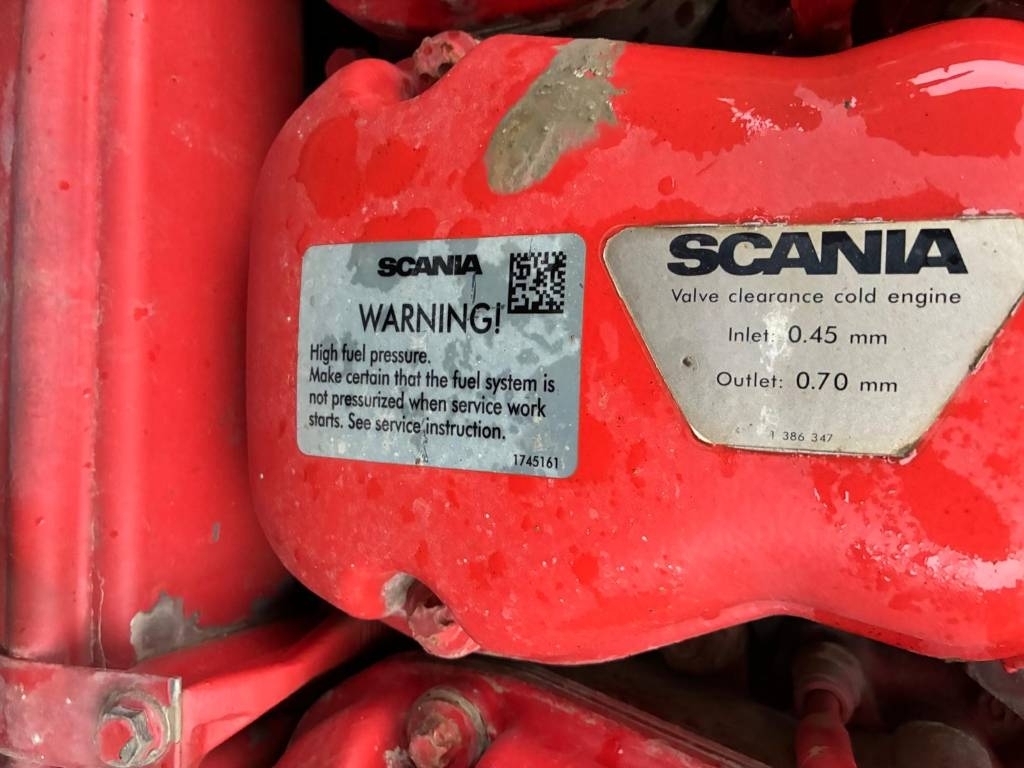 SCANIA
WARNING!
High fuel pressure.
Make certain that the fuel system is
not pressurized when service work
starts. See service instruction.
1745161
SCANIA
Valve clearance cold engine
Inlet: 0.45 mm
Outlet: 0.70 mm
1 386 347